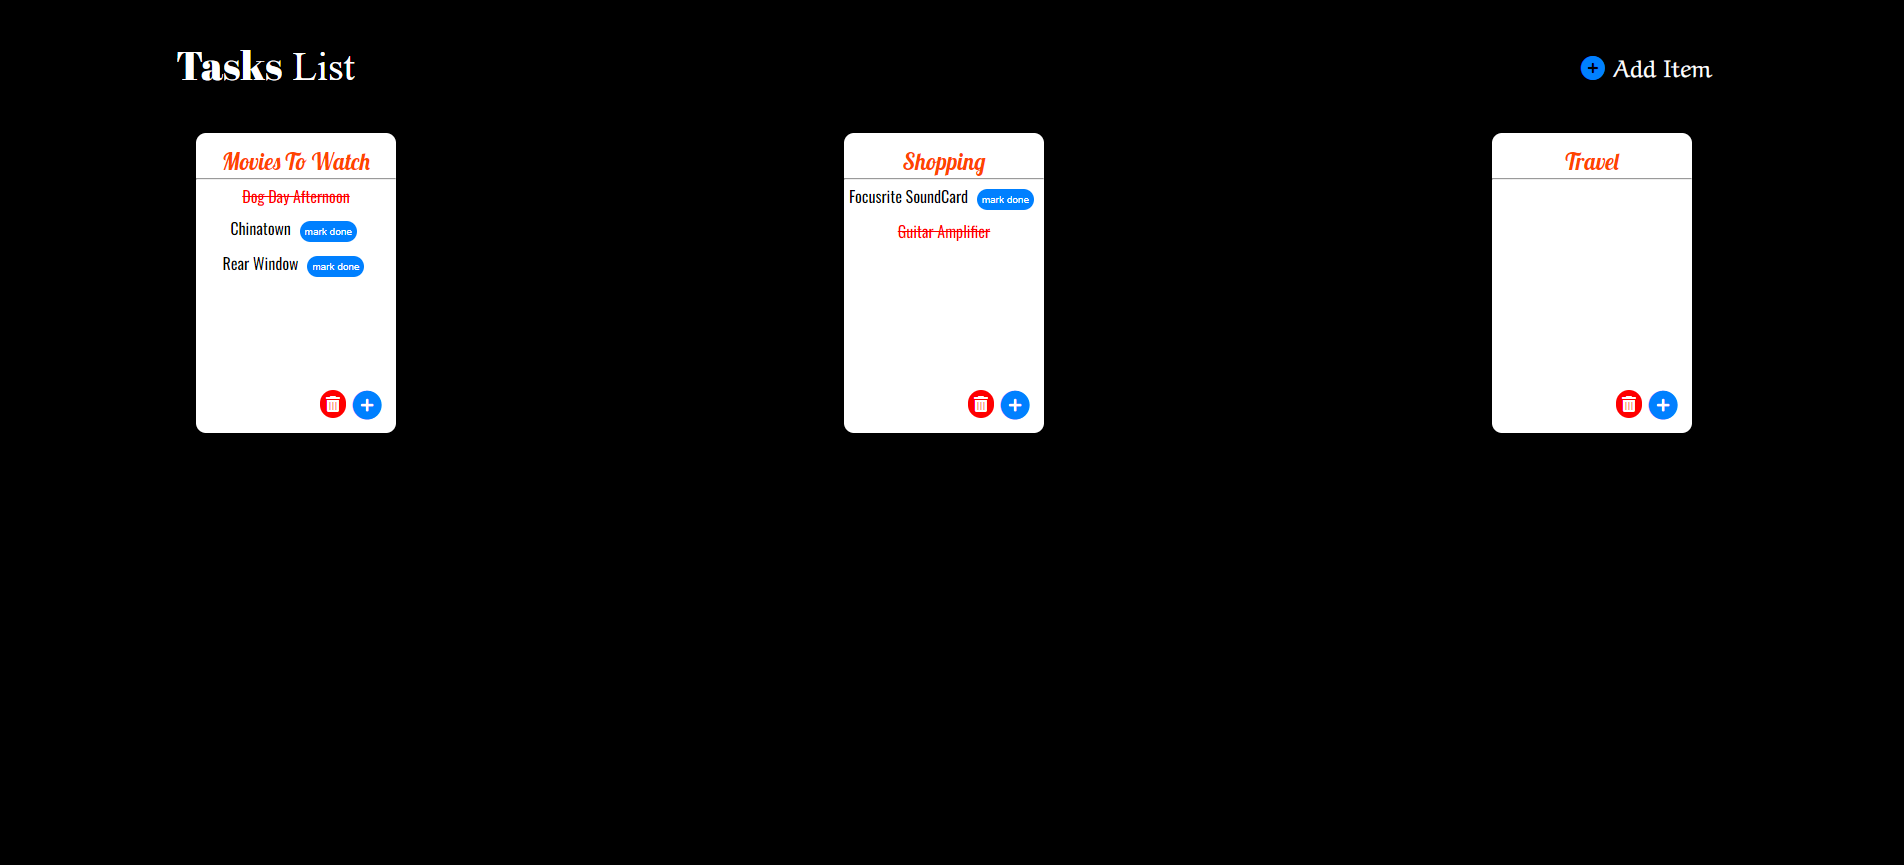 Tasks List
Add Item
Movies To Watch
Dog Day Afternoon
Chinatown mark done
Rear Window mark done
Shopping
Focusrite SoundCard mark done
Guitar Amplifier
Travel